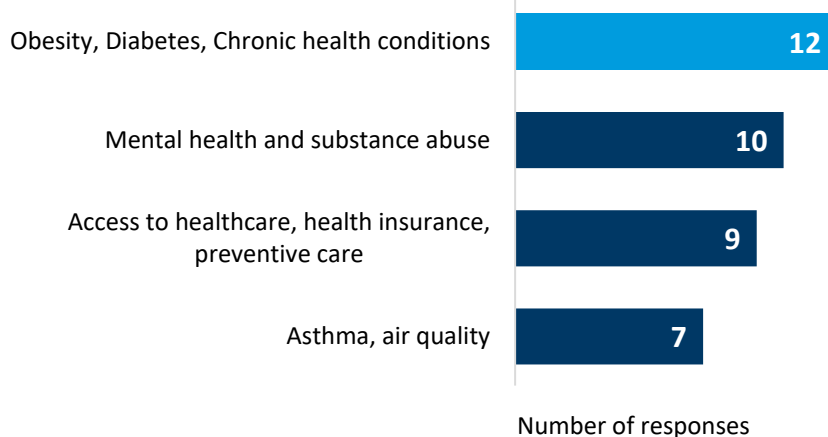 Obesity, Diabetes, Chronic health conditions
12
Mental health and substance abuse
10
Access to healthcare, health insurance,
preventive care
9
Asthma, air quality
7
Number of responses